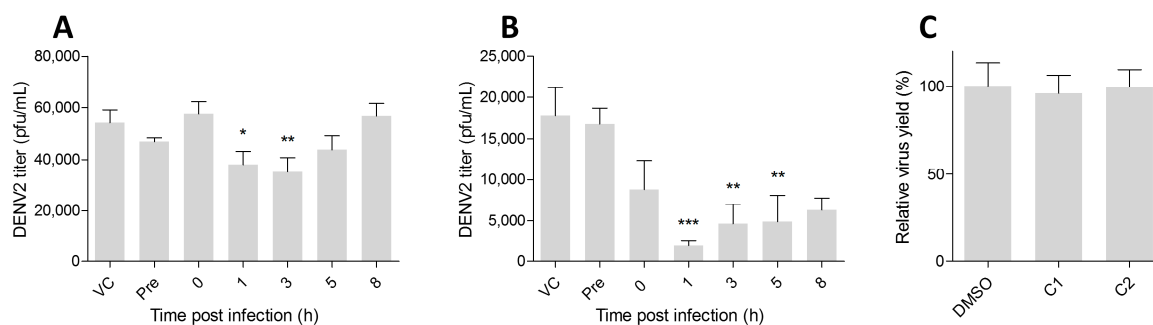 A
DENV2 titer (pfu/mL)
80,000
60,000
40,000
20,000
0
*
**
VC
Pre
0
1
3
5
8
Time post infection (h)
B
DENV2 titer (pfu/mL)
25,000
20,000
15,000
10,000
5,000
0
***
**
**
VC
Pre
0
1
3
5
8
Time post infection (h)
C
Relative virus yield (%)
100
50
0
DMSO
C1
C2